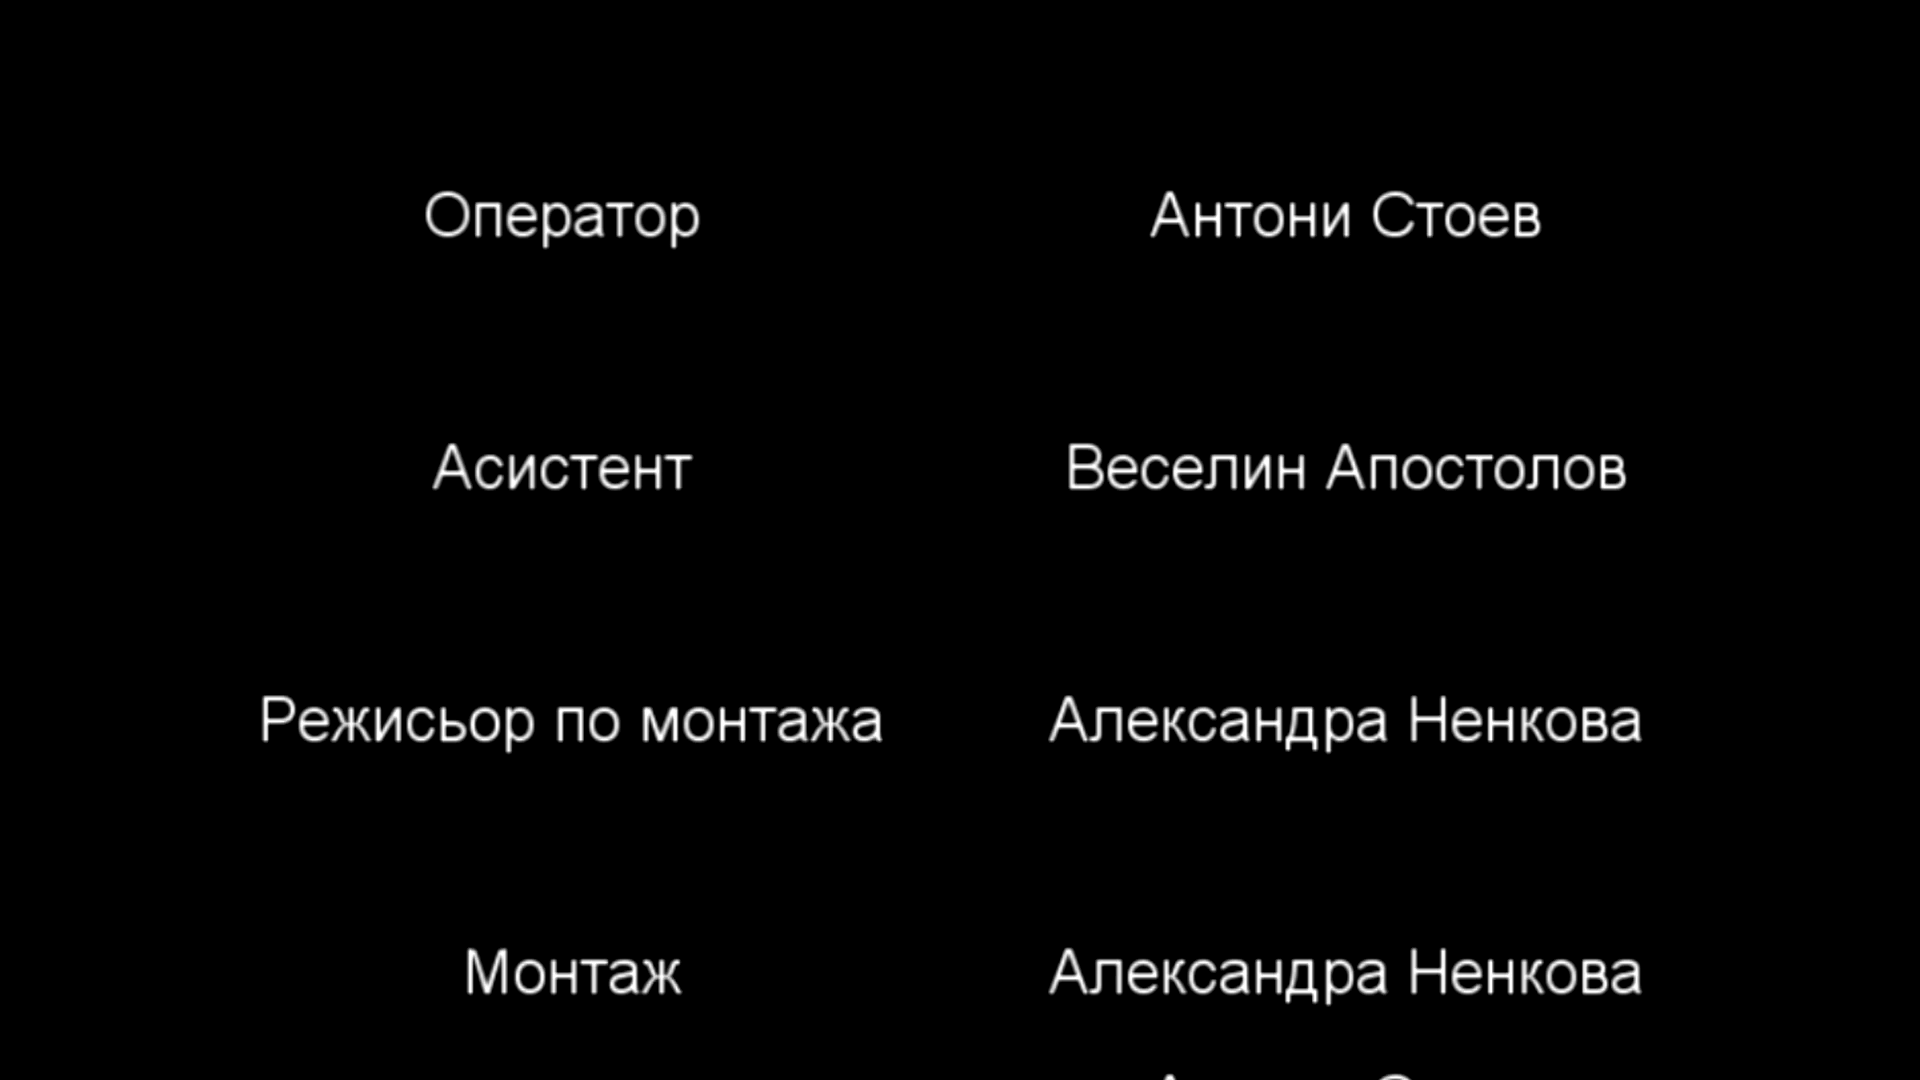 Оператор Антони Стоев
Асистент Веселин Апостолов
Режисьор по монтажа Александра Ненкова
Монтаж Александра Ненкова